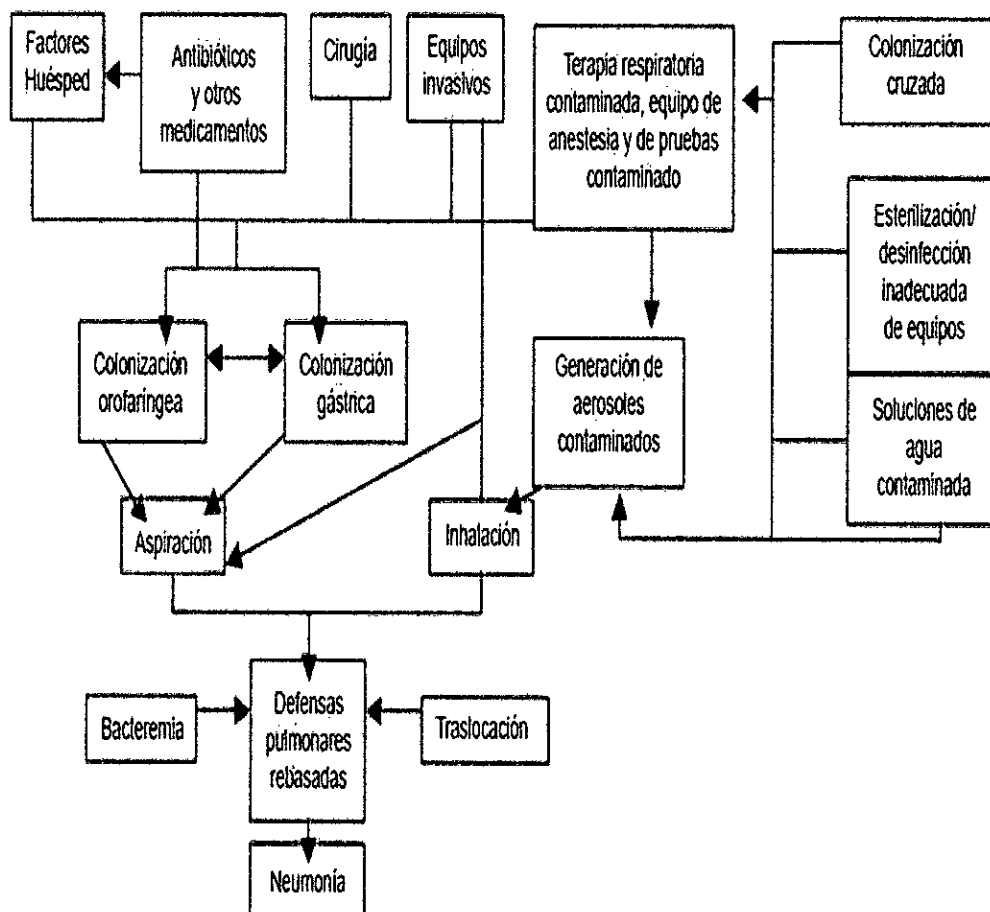 Factores
Huésped
Antibióticos
y otros
medicamentos
Cirugía
Equipos
invasivos
Terapia respiratoria
contaminada, equipo de
anestesia y de pruebas
contaminado
Colonización
cruzada
Esterilización/
desinfección
inadecuada
de equipos
Colonización
orofaríngea
Colonización
gástrica
Generación de
aerosoles
contaminados
Soluciones de
agua
contaminada
Aspiración
Inhalación
Bacteremia
Defensas
pulmonares
rebasadas
Traslocación
Neumonía